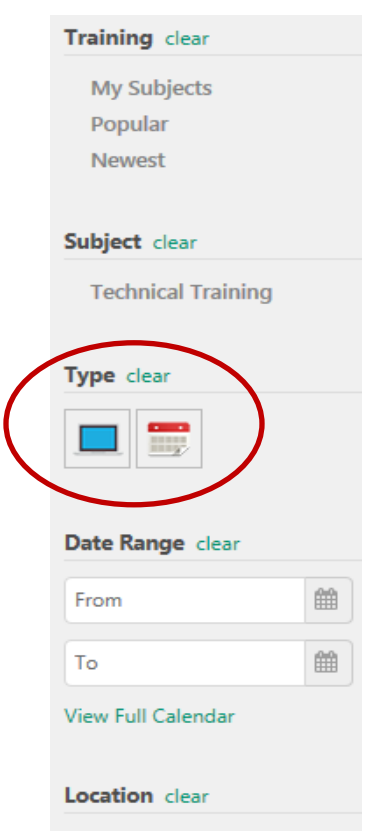 Training clear
My Subjects
Popular
Newest
Subject clear
Technical Training
Type clear
Date Range clear
From
To
View Full Calendar
Location clear